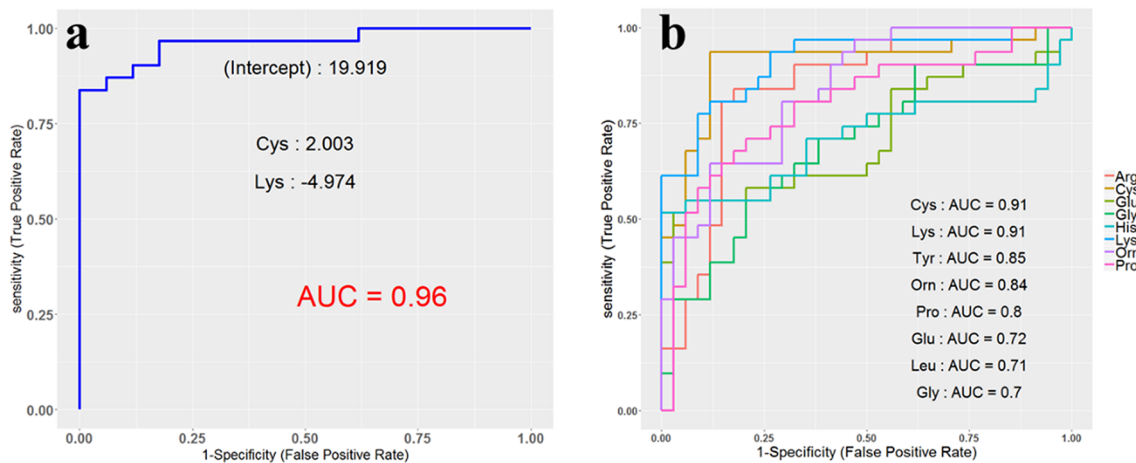 a
1.00
0.75
0.50
0.25
0.00
sensitivity (True Positive Rate)
(Intercept) : 19.919
Cys : 2.003
Lys : -4.974
AUC = 0.96
0.00
0.25
0.50
0.75
1.00
1-Specificity (False Positive Rate)
b
1.00
0.75
0.50
0.25
0.00
sensitivity (True Positive Rate)
Cys : AUC = 0.91
Lys : AUC = 0.91
Tyr : AUC = 0.85
Orn : AUC = 0.84
Pro : AUC = 0.8
Glu : AUC = 0.72
Leu : AUC = 0.71
Gly : AUC = 0.7
0.00
0.25
0.50
0.75
1.00
1-Specificity (False Positive Rate)
Arg
Cys
Glu
Gly
His
Lys
Orn
Pro